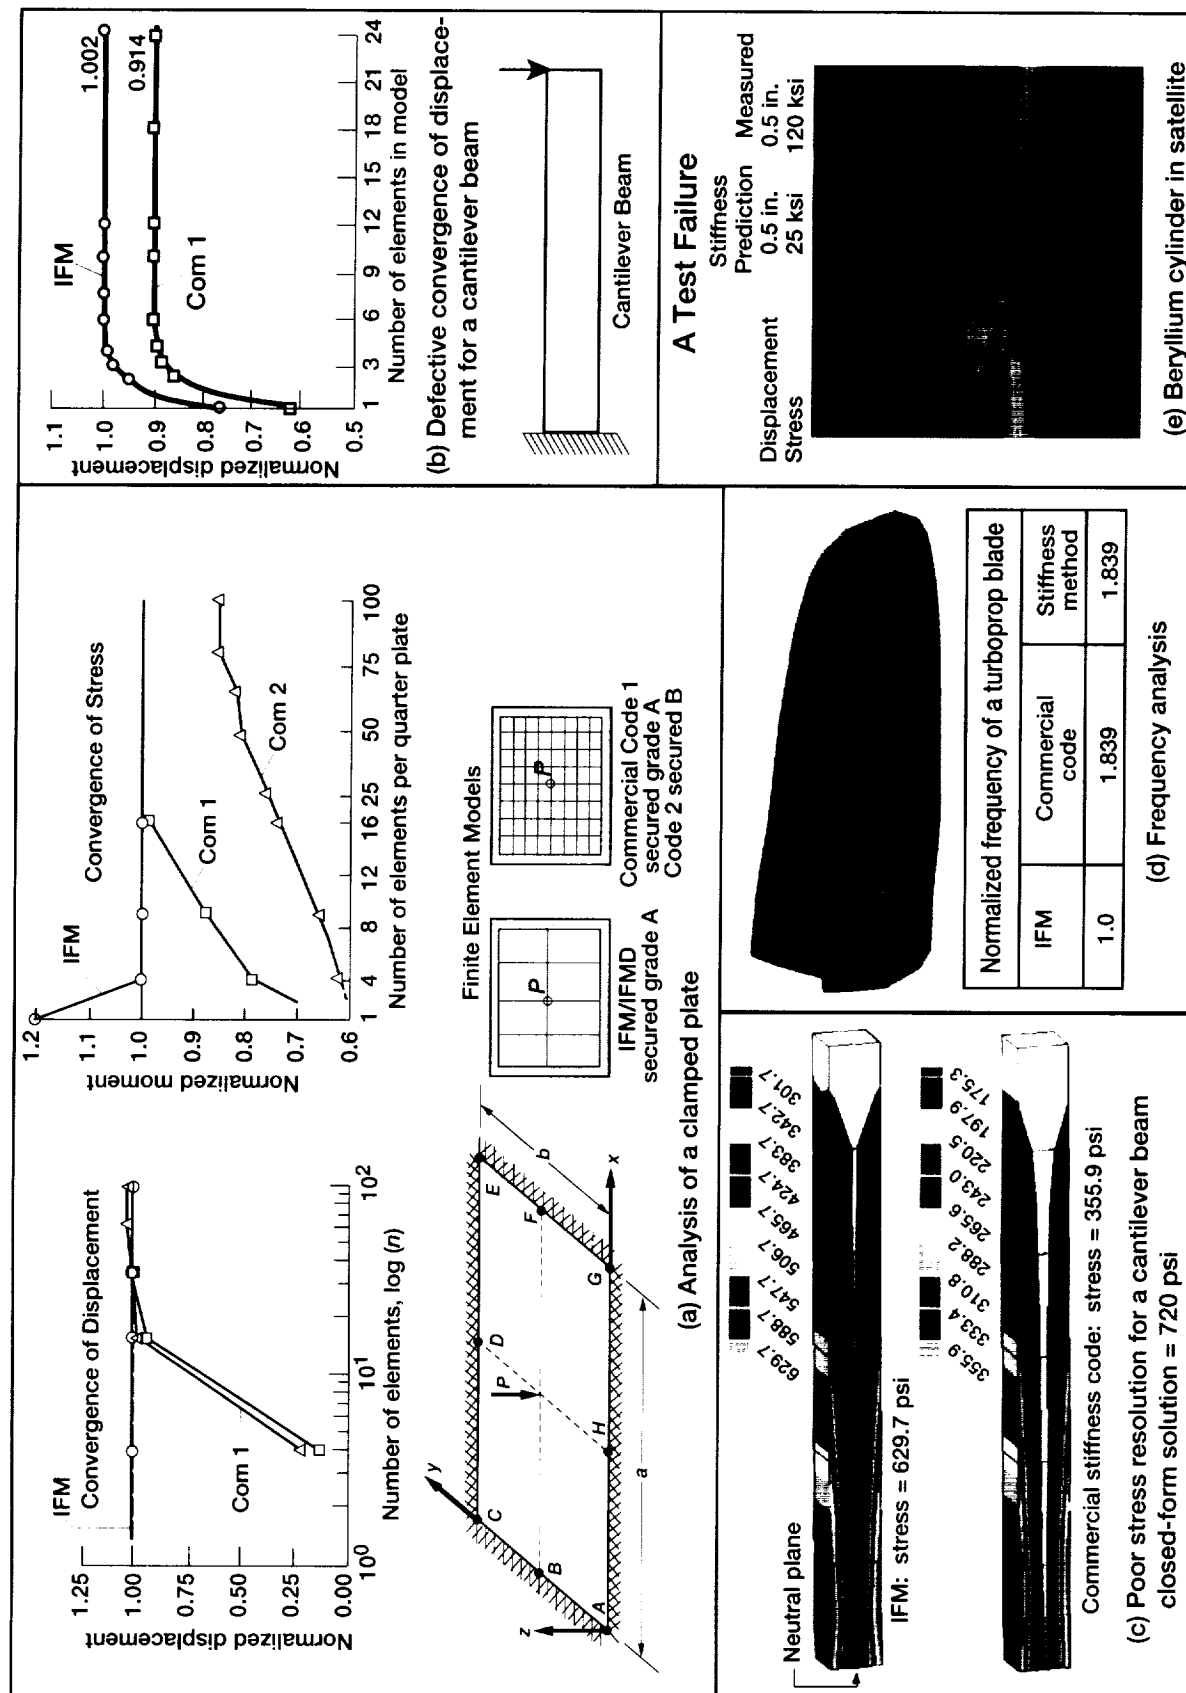 IFM
Convergence of Displacement
Normalized displacement
1.25
1.00
0.75
0.50
0.25
0.00
Com 1
10⁰
10¹
10²
Number of elements, log (n)
IFM
Convergence of Stress
Normalized moment
1.2
1.0
0.9
0.8
0.7
0.6
Com 1
Com 2
1 4 8 12 16 25 50 75 100
Number of elements per quarter plate
z
y
x
A
B
C
D
E
F
G
H
P
a
b
Finite Element Models
P
P
IFM/IFMD
secured grade A
Commercial Code 1
secured grade A
Code 2 secured B
(a) Analysis of a clamped plate
Normalized displacement
1.1
1.0
0.9
0.8
0.7
0.6
0.5
IFM
1.002
0.914
Com 1
1 3 6 9 12 15 18 21 24
Number of elements in model
(b) Defective convergence of displace-
ment for a cantilever beam
Cantilever Beam
Neutral plane
629.7 588.7 547.7 506.7 465.7 424.7 383.7 342.7 301.7
IFM: stress = 629.7 psi
355.9 333.4 310.8 288.2 265.6 243.0 220.5 197.9 175.3
Commercial stiffness code: stress = 355.9 psi
(c) Poor stress resolution for a cantilever beam
closed-form solution = 720 psi
Normalized frequency of a turboprop blade
IFM
Commercial
code
Stiffness
method
1.0
1.839
1.839
(d) Frequency analysis
A Test Failure
Stiffness
Prediction Measured
Displacement 0.5 in. 0.5 in.
Stress 25 ksi 120 ksi
(e) Beryllium cylinder in satellite